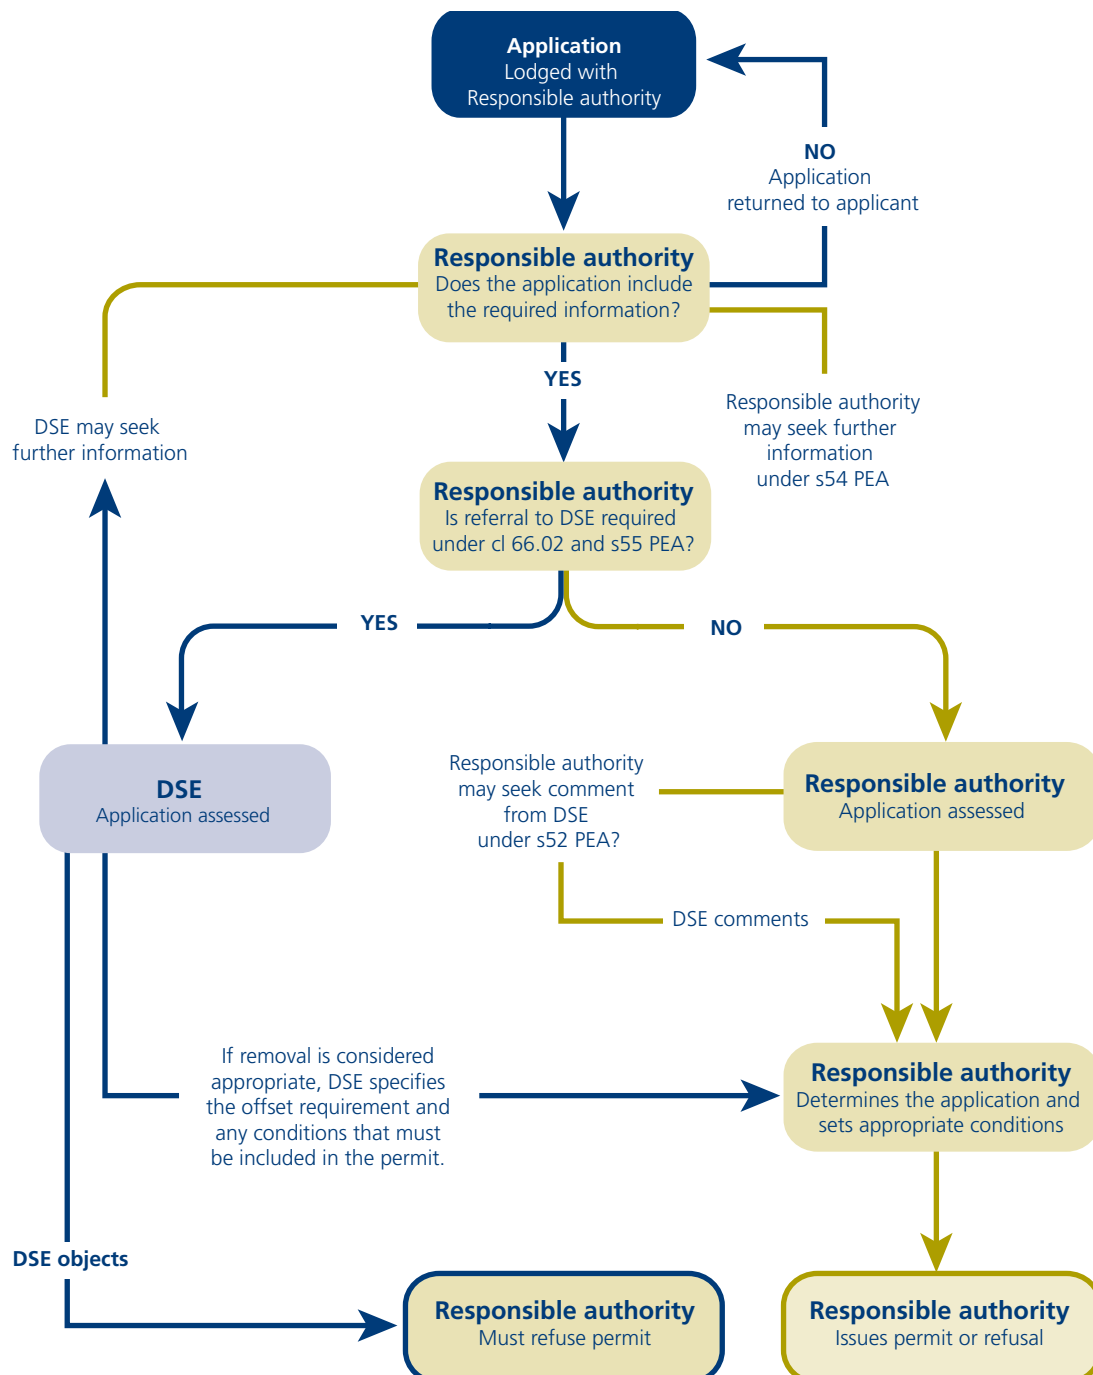 Application
Lodged with
Responsible authority
NO
Application
returned to applicant
Responsible authority
Does the application include
the required information?
YES
DSE may seek
further information
Responsible authority
may seek further
information
under s54 PEA
Responsible authority
Is referral to DSE required
under cl 66.02 and s55 PEA?
YES
NO
DSE
Application assessed
Responsible authority
may seek comment
from DSE
under s52 PEA?
Responsible authority
Application assessed
DSE comments
If removal is considered
appropriate, DSE specifies
the offset requirement and
any conditions that must
be included in the permit.
Responsible authority
Determines the application and
sets appropriate conditions
DSE objects
Responsible authority
Must refuse permit
Responsible authority
Issues permit or refusal